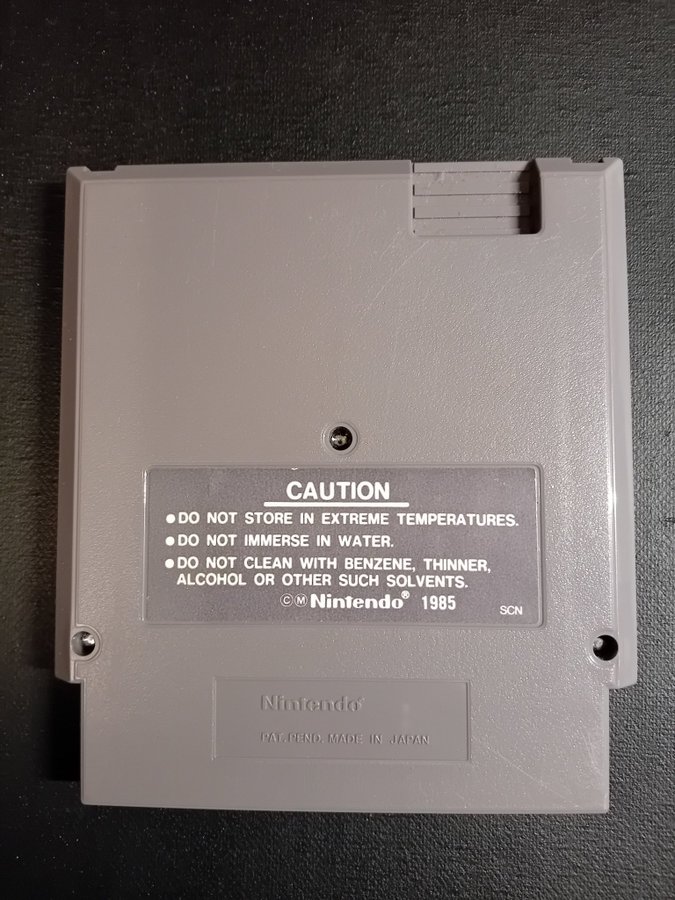 CAUTION
●DO NOT STORE IN EXTREME TEMPERATURES.
●DO NOT IMMERSE IN WATER.
●DO NOT CLEAN WITH BENZENE, THINNER,
ALCOHOL OR OTHER SUCH SOLVENTS.
ⒸⓂNintendo® 1985
SCN
Nintendo®
PAT. PEND. MADE IN JAPAN